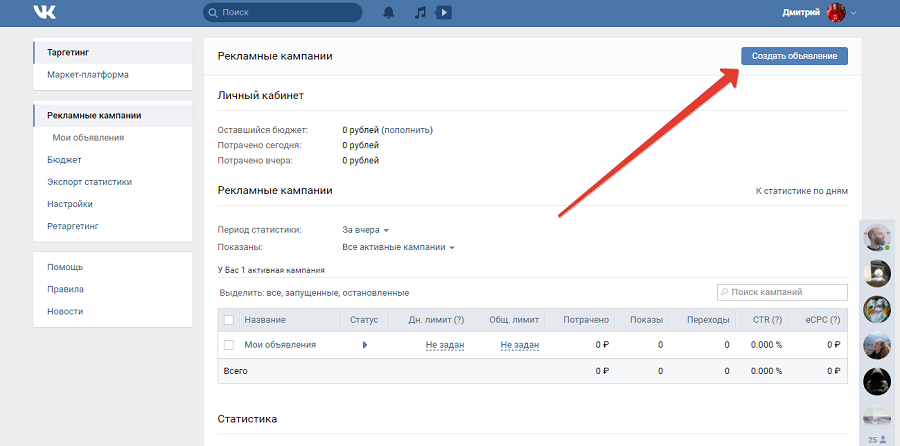 Поиск
Дмитрий
Таргетинг
Маркет-платформа
Рекламные кампании
Мои объявления
Бюджет
Экспорт статистики
Настройки
Ретаргетинг
Помощь
Правила
Новости
Рекламные кампании
Создать объявление
Личный кабинет
Оставшийся бюджет: 0 рублей (пополнить)
Потрачено сегодня: 0 рублей
Потрачено вчера: 0 рублей
Рекламные кампании
К статистике по дням
Период статистики: За вчера
Показаны: Все активные кампании
У Вас 1 активная кампания
Выделить: все, запущенные, остановленные
Поиск кампаний
Название Статус Дн. лимит (?) Общ. лимит Потрачено Показы Переходы CTR (?) eCPC (?)
Мои объявления Не задан Не задан 0 ₽ 0 0 0.000 % 0 ₽
Всего 0 ₽ 0 0 0.000 % 0 ₽
Статистика
25